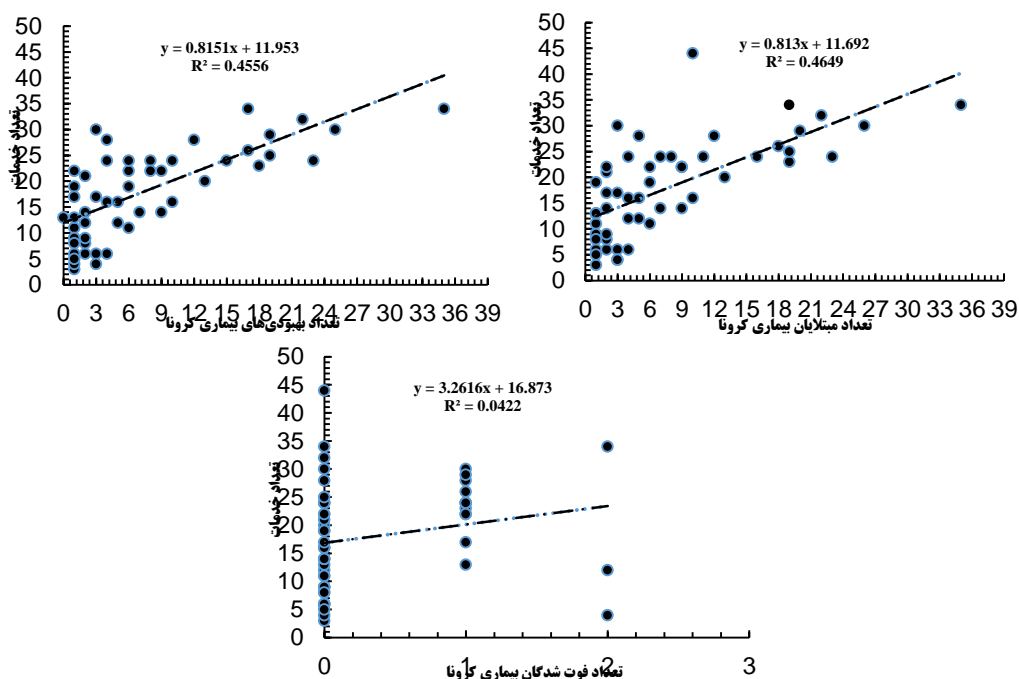 y = 0.8151x + 11.953
R² = 0.4556
50
45
40
35
30
25
20
15
10
5
0
تعداد خدمات
0 3 6 9 12 15 18 21 24 27 30 33 36 39
تعداد بهبودی‌های بیماری کرونا
y = 0.813x + 11.692
R² = 0.4649
50
45
40
35
30
25
20
15
10
5
0
تعداد خدمات
0 3 6 9 12 15 18 21 24 27 30 33 36 39
تعداد مبتلایان بیماری کرونا
y = 3.2616x + 16.873
R² = 0.0422
50
45
40
35
30
25
20
15
10
5
0
تعداد خدمات
0 1 2 3
تعداد فوت شدگان بیماری کرونا